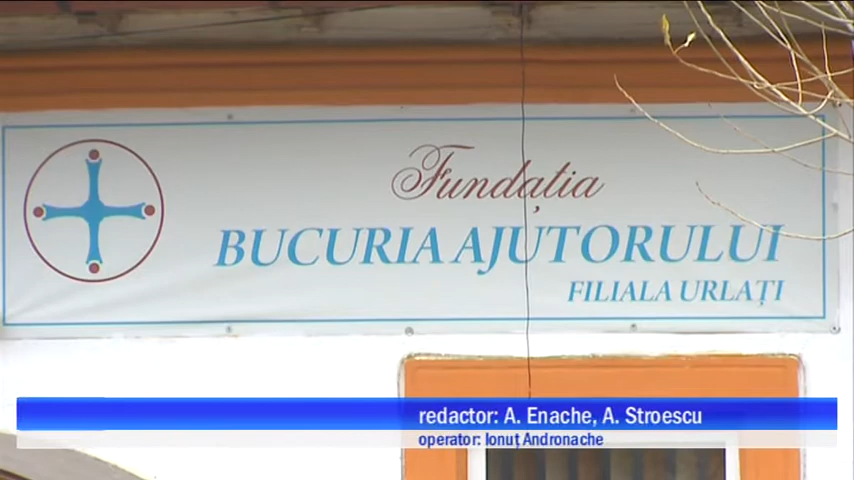 Fundația
BUCURIA AJUTORULUI
FILIALA URLAȚI
redactor: A. Enache, A. Stroescu
operator: Ionuț Andronache